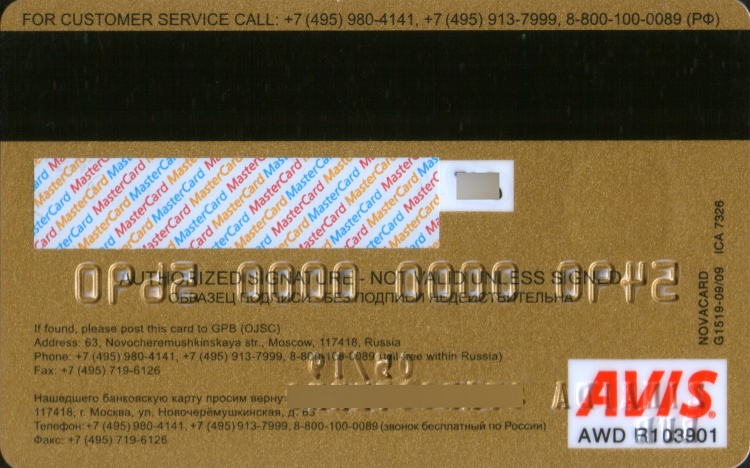 FOR CUSTOMER SERVICE CALL: +7 (495) 980-4141, +7 (495) 913-7999, 8-800-100-0089 (РФ)
MasterCard MasterCard MasterCard MasterCard MasterCard
AUTHORIZED SIGNATURE - NOT VALID UNLESS SIGNED
ОБРАЗЕЦ ПОДПИСИ - БЕЗ ПОДПИСИ НЕДЕЙСТВИТЕЛЬНА
NOVACARD
G1519-09/09 ICA 7326
If found, please post this card to GPB (OJSC)
Address: 63, Novocheremushkinskaya str., Moscow, 117418, Russia
Phone: +7 (495) 980-4141, +7 (495) 913-7999, 8-800-100-0089 (toll-free within Russia)
Fax: +7 (495) 719-6126
Нашедшего банковскую карту просим вернуть
117418, г. Москва, ул. Новочерёмушкинская, д. 63
Телефон: +7 (495) 980-4141, +7 (495) 913-7999, 8-800-100-0089 (звонок бесплатный по России)
Факс: +7 (495) 719-6126
AVIS
AWD R103901